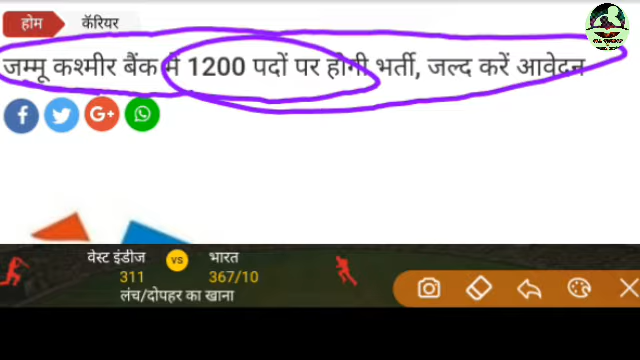 होम
कॅरियर
जम्मू कश्मीर बैंक में 1200 पदों पर होगी भर्ती, जल्द करें आवेदन
वेस्ट इंडीज vs भारत
311 367/10
लंच/दोपहर का खाना